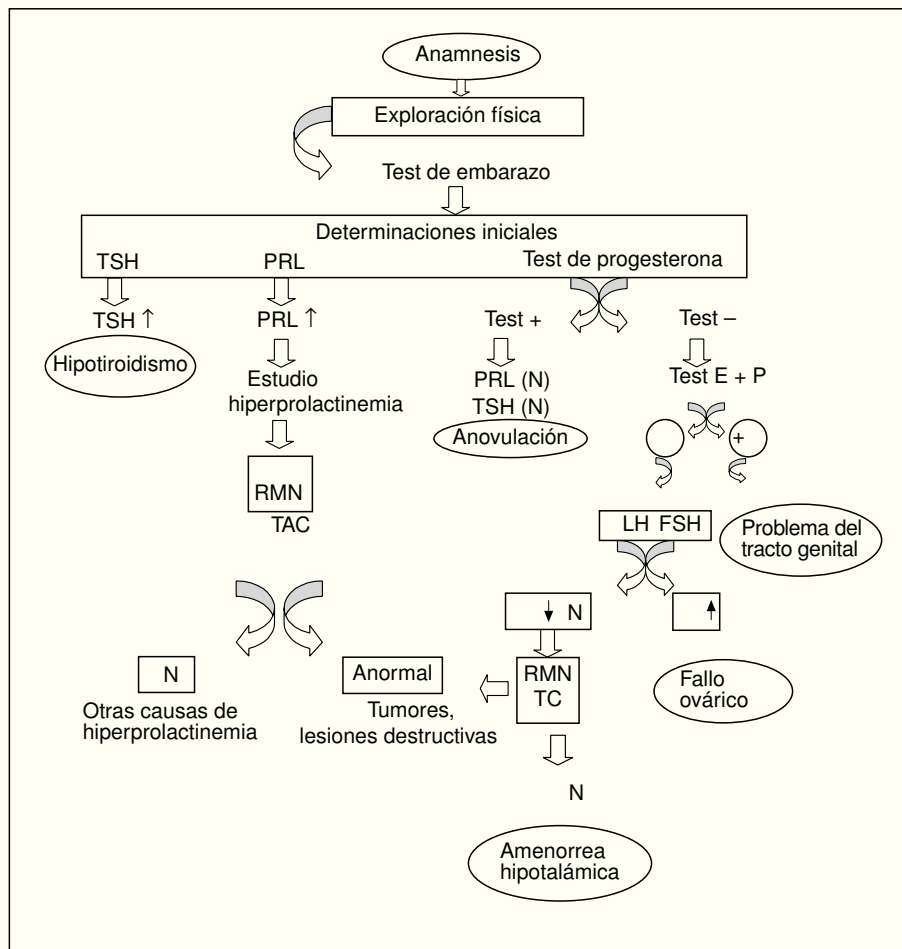 Anamnesis
Exploración física
Test de embarazo
Determinaciones iniciales
TSH PRL Test de progesterona
TSH ↑
Hipotiroidismo
PRL ↑
Estudio
hiperprolactinemia
RMN
TAC
Test +
PRL (N)
TSH (N)
Anovulación
Test –
Test E + P
+
LH FSH
Problema del
tracto genital
↓ N
↑
N
Otras causas de
hiperprolactinemia
Anormal
Tumores,
lesiones destructivas
RMN
TC
Fallo
ovárico
N
Amenorrea
hipotalámica